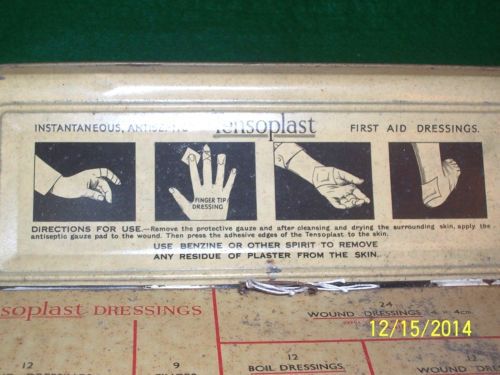 INSTANTANEOUS, ANTISEPTIC Tensoplast FIRST AID DRESSINGS.
FINGER TIP
DRESSING
DIRECTIONS FOR USE.—Remove the protective gauze and after cleansing and drying the surrounding skin, apply the
antiseptic gauze pad to the wound. Then press the adhesive edges of the Tensoplast to the skin.
USE BENZINE OR OTHER SPIRIT TO REMOVE
ANY RESIDUE OF PLASTER FROM THE SKIN.
nsoplast DRESSINGS
24
WOUND DRESSINGS
4cm.
12/15/2014
12
9
12
BOIL DRESSINGS
12
WOUND